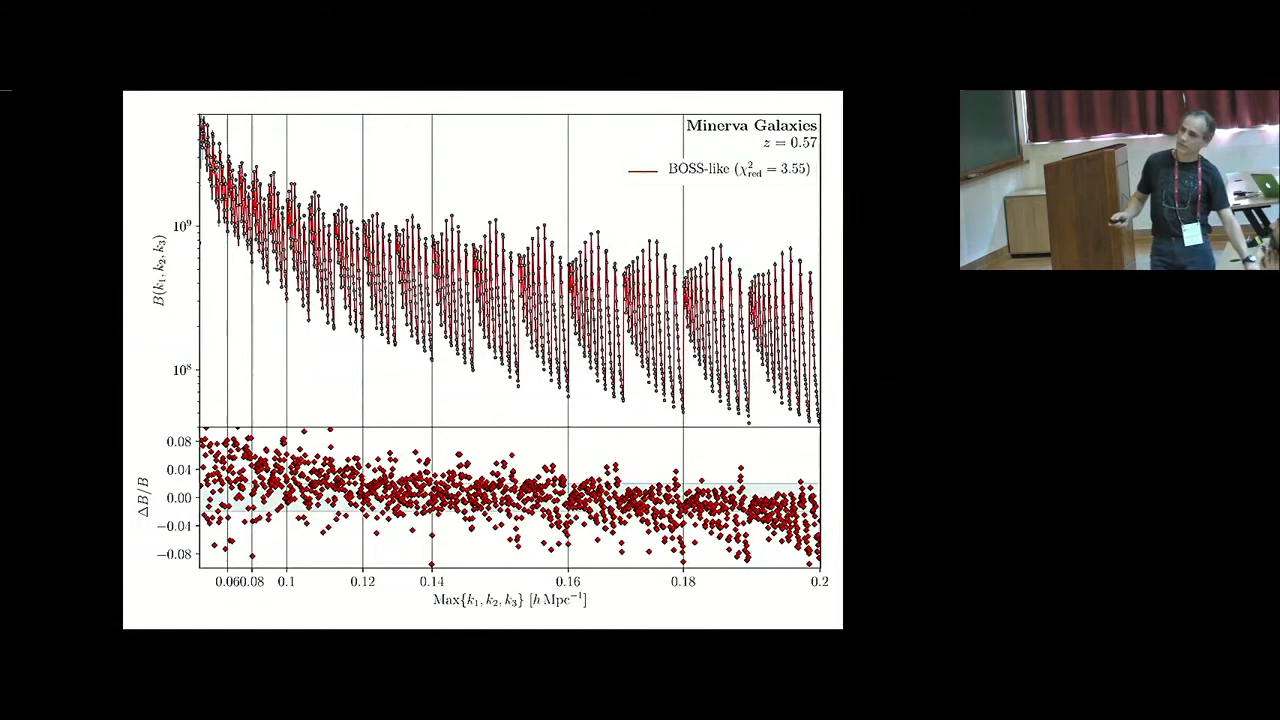 Minerva Galaxies
z = 0.57
BOSS-like (χ²red = 3.55)
10⁹
10⁸
B(k₁, k₂, k₃)
0.08
0.04
0.00
−0.04
−0.08
ΔB/B
0.06 0.08 0.1 0.12 0.14 0.16 0.18 0.2
Max{k₁, k₂, k₃} [h Mpc⁻¹]